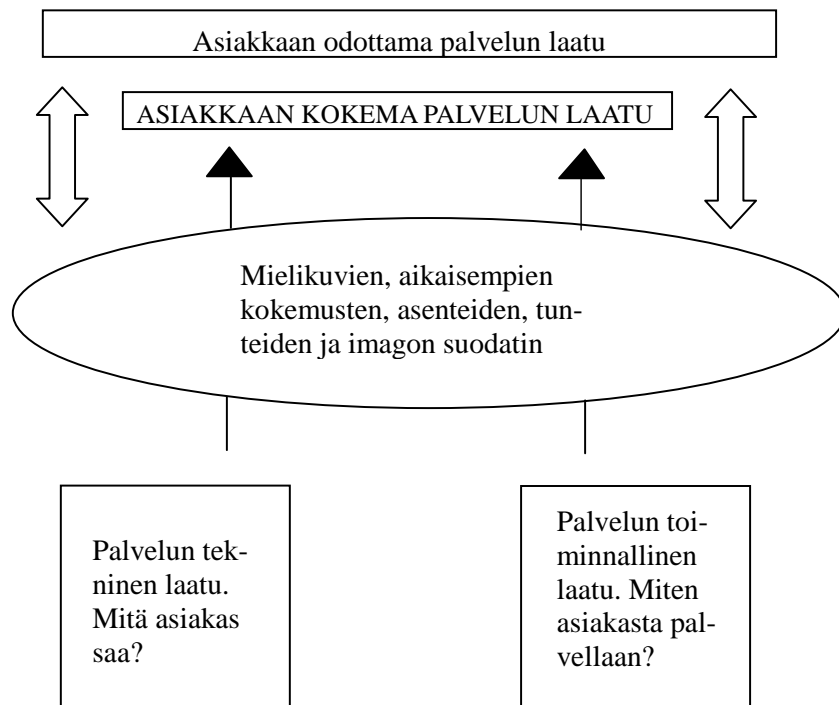 Asiakkaan odottama palvelun laatu
ASIAKKAAN KOKEMA PALVELUN LAATU
Mielikuvien, aikaisempien
kokemusten, asenteiden, tun-
teiden ja imagon suodatin
Palvelun tek-
ninen laatu.
Mitä asiakas
saa?
Palvelun toi-
minnallinen
laatu. Miten
asiakasta pal-
vellaan?